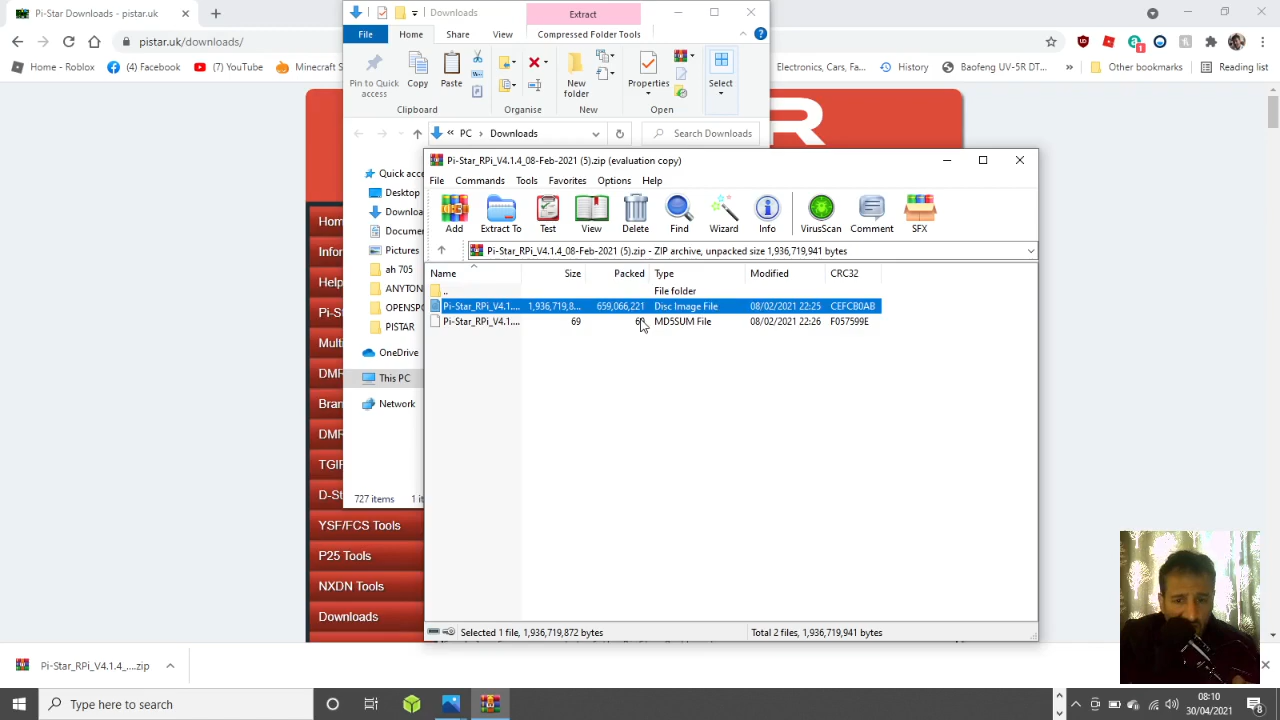 Pi-Star Downloads - pistar.uk
pistar.uk/downloads/
Home - Roblox
(4) Facebook
(7) YouTube
Minecraft S
Electronics, Cars, Fa...
History
Baofeng UV-5R DT...
Other bookmarks
Reading list
Downloads
Extract
File
Home
Share
View
Compressed Folder Tools
Pin to Quick access
Copy
Paste
New folder
Properties
Select
Clipboard
Organise
New
Open
PC
Downloads
Search Downloads
Quick acce
Desktop
Downloa
Docume
Pictures
ah 705
ANYTON
OPENSP
PISTAR
OneDrive
This PC
Network
727 items
1 it
Pi-Star_RPi_V4.1.4_08-Feb-2021 (5).zip (evaluation copy)
File
Commands
Tools
Favorites
Options
Help
Add
Extract To
Test
View
Delete
Find
Wizard
Info
VirusScan
Comment
SFX
Pi-Star_RPi_V4.1.4_08-Feb-2021 (5).zip - ZIP archive, unpacked size 1,936,719,941 bytes
Name
Size
Packed
Type
Modified
CRC32
..
File folder
Pi-Star_RPi_V4.1....
1,936,719,8...
659,066,221
Disc Image File
08/02/2021 22:25
CEFCB0AB
Pi-Star_RPi_V4.1....
69
MD5SUM File
08/02/2021 22:26
F057599E
Selected 1 file, 1,936,719,872 bytes
Total 2 files, 1,936,719,941 bytes
R
Hom
Infor
Help
Pi-S
Multi
DMR
Bran
DMR
TGIF
D-St
YSF/FCS Tools
P25 Tools
NXDN Tools
Downloads
Pi-Star_RPi_V4.1.4_....zip
Type here to search
08:10
30/04/2021
8